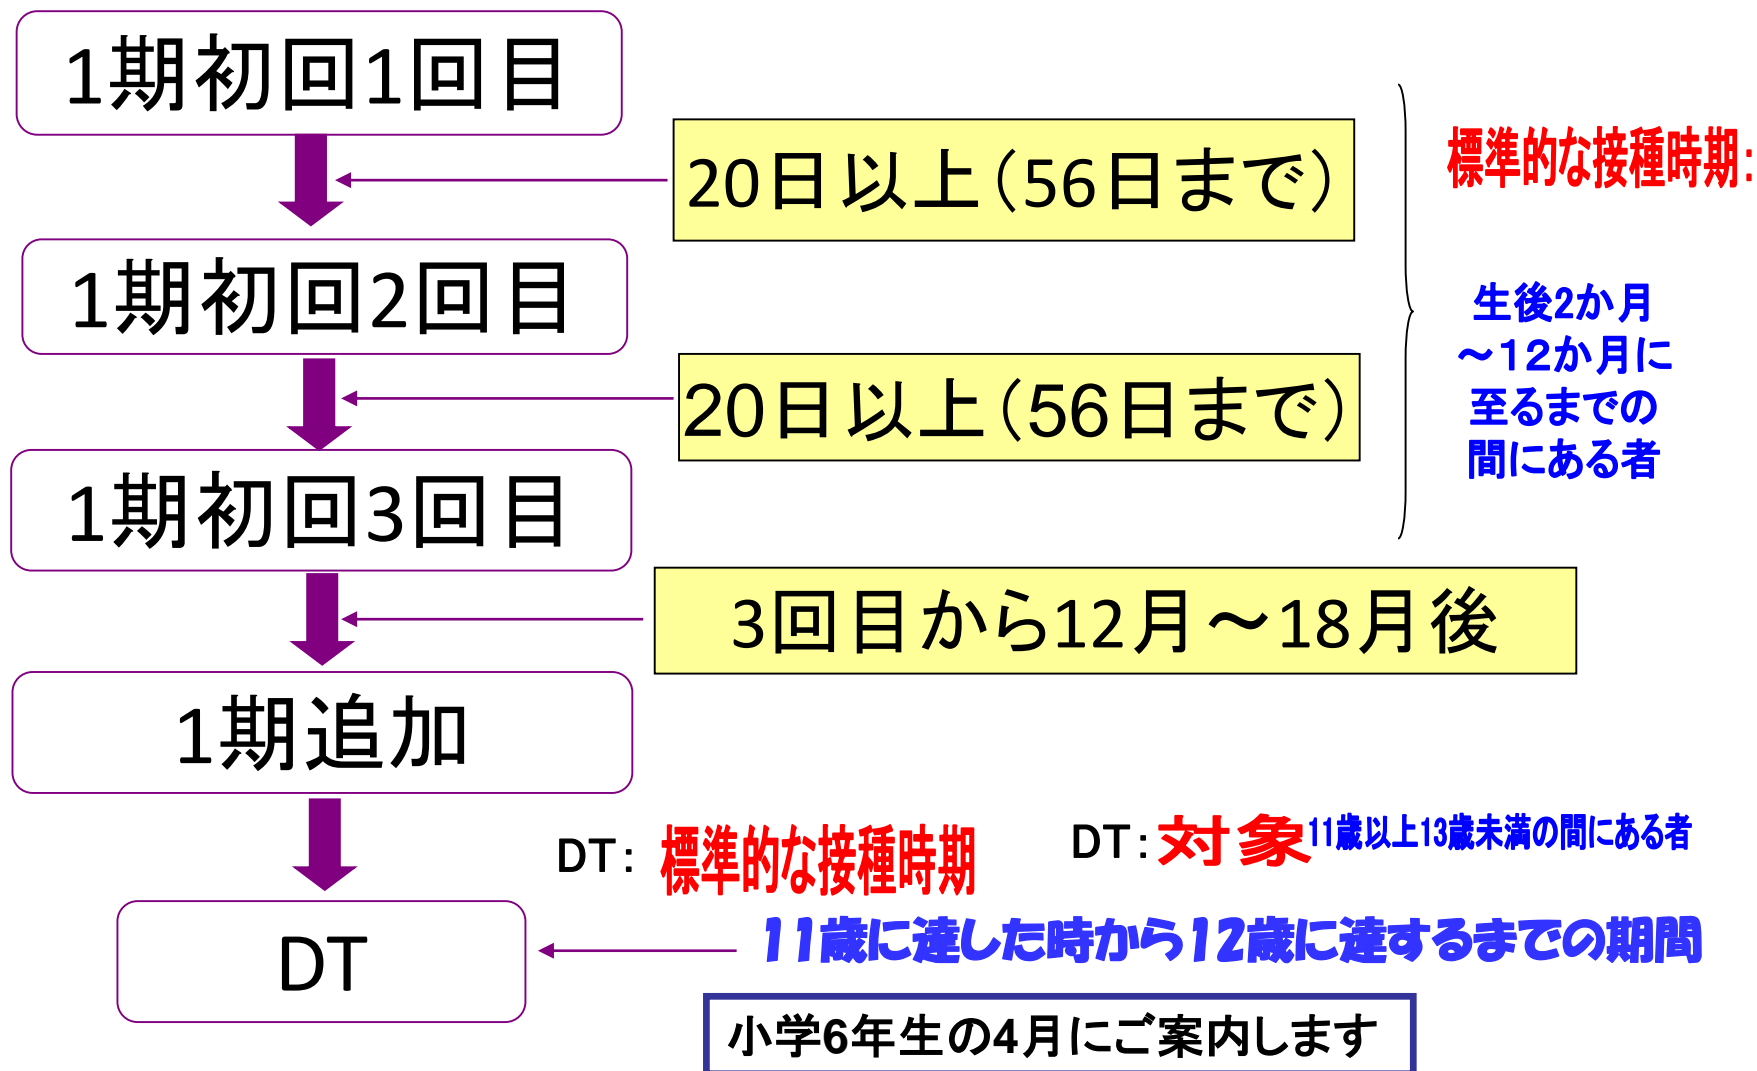 1期初回1回目
20日以上(56日まで)
標準的な接種時期:
1期初回2回目
生後2か月
～12か月に
至るまでの
間にある者
20日以上(56日まで)
1期初回3回目
3回目から12月～18月後
1期追加
DT: 標準的な接種時期
DT:対象11歳以上13歳未満の間にある者
DT
11歳に達した時から12歳に達するまでの期間
小学6年生の4月にご案内します